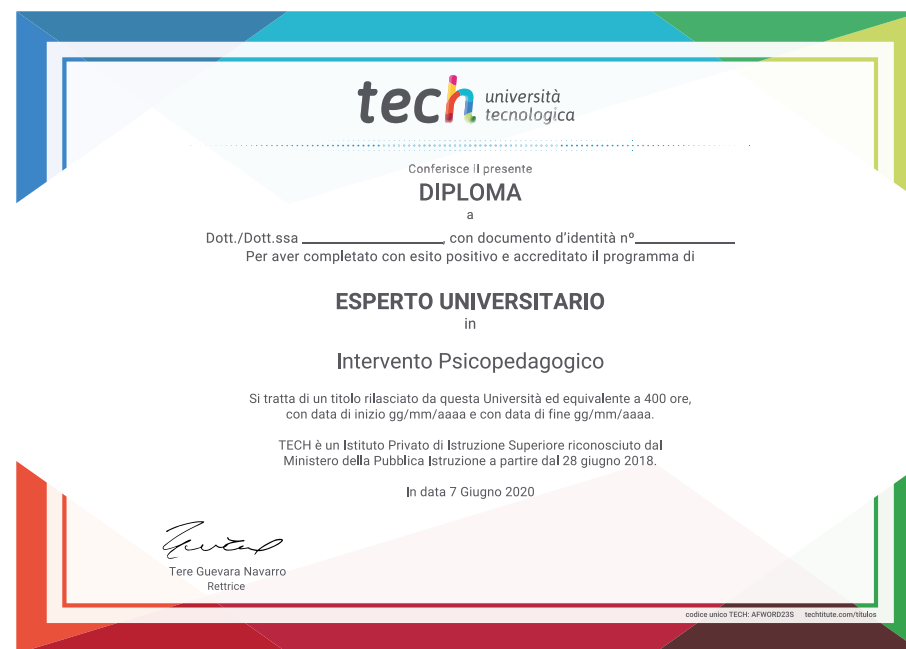 tech università
tecnologica
Conferisce il presente
DIPLOMA
a
Dott./Dott.ssa ____________________, con documento d'identità nº______________
Per aver completato con esito positivo e accreditato il programma di
ESPERTO UNIVERSITARIO
in
Intervento Psicopedagogico
Si tratta di un titolo rilasciato da questa Università ed equivalente a 400 ore,
con data di inizio gg/mm/aaaa e con data di fine gg/mm/aaaa.
TECH è un Istituto Privato di Istruzione Superiore riconosciuto dal
Ministero della Pubblica Istruzione a partire dal 28 giugno 2018.
In data 7 Giugno 2020
Tere Guevara Navarro
Rettrice
codice unico TECH: AFWORD23S techtitute.com/titulos